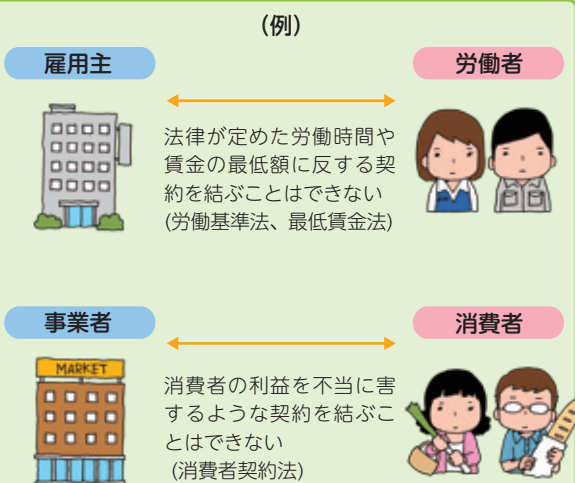 (例)
雇用主
労働者
法律が定めた労働時間や
賃金の最低額に反する契
約を結ぶことはできない
(労働基準法、最低賃金法)
事業者
消費者
MARKET
消費者の利益を不当に害
するような契約を結ぶこ
とはできない
(消費者契約法)